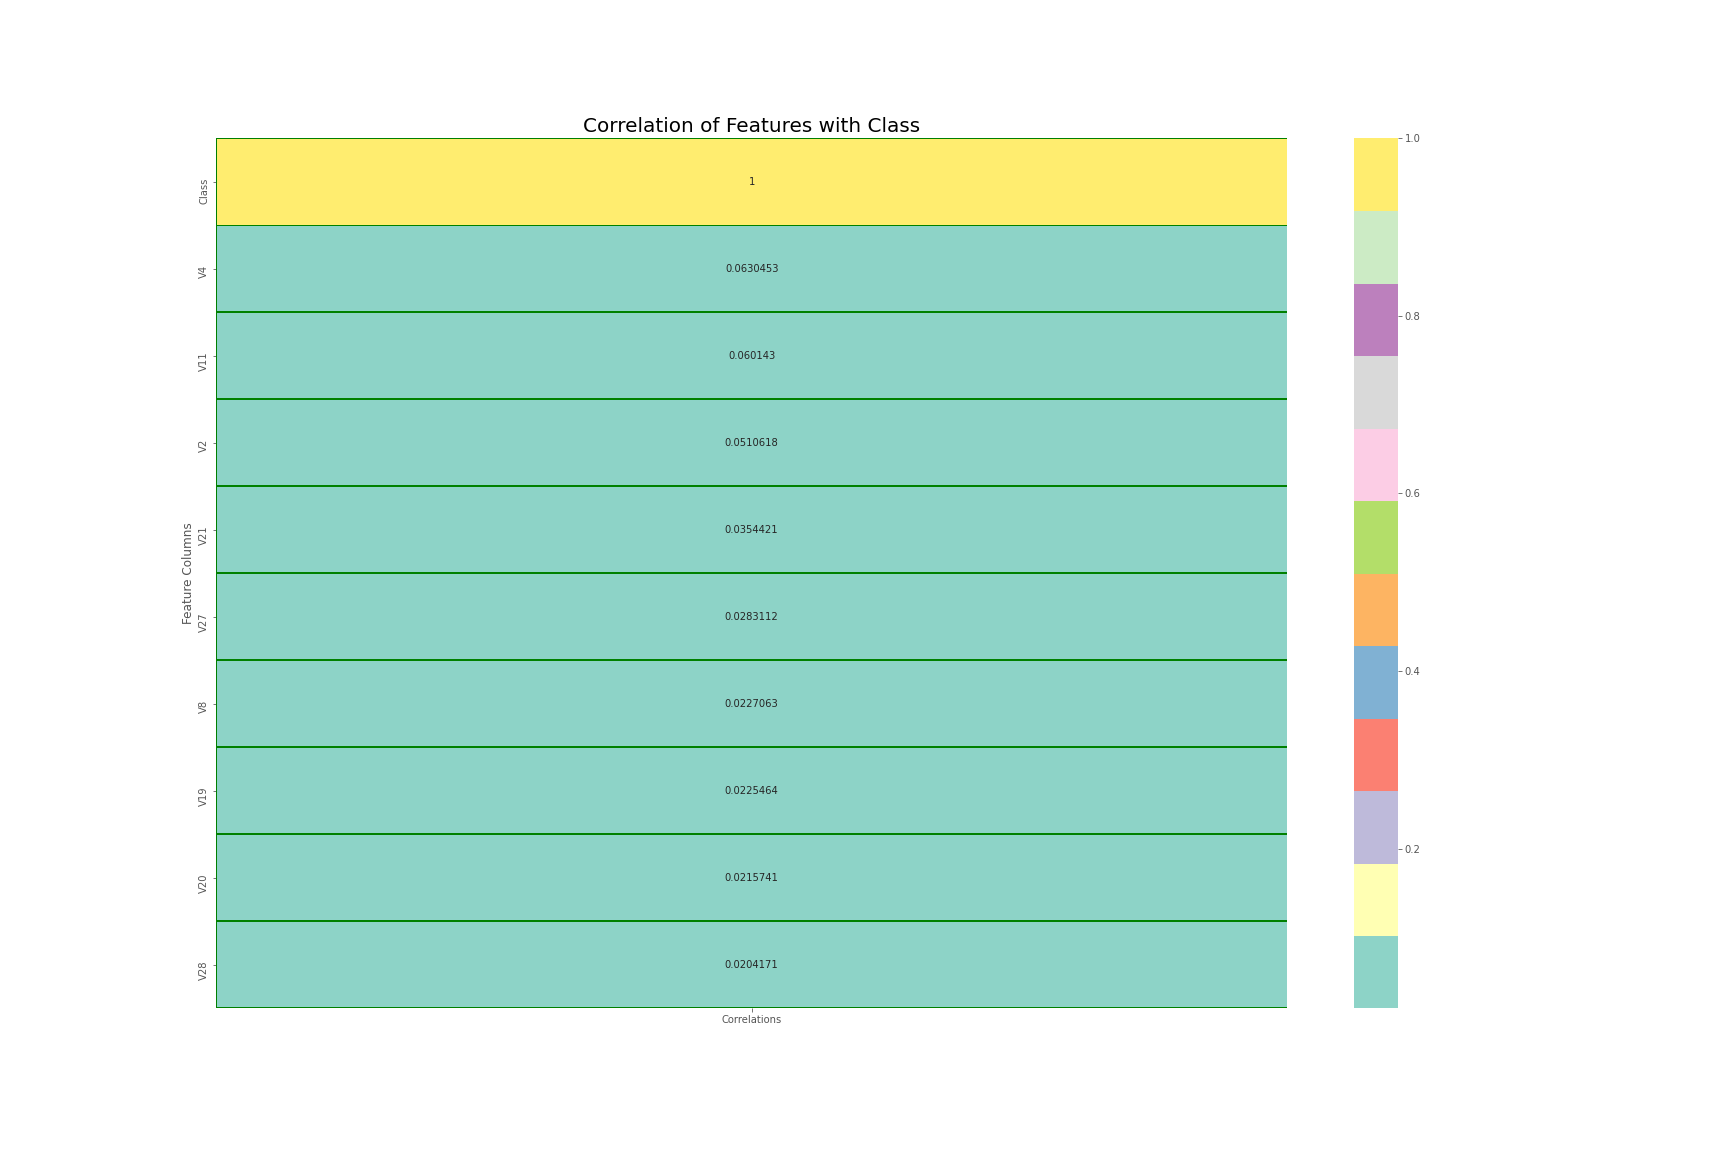 Correlation of Features with Class
Feature Columns
Class
1
V4
0.0630453
V11
0.060143
V2
0.0510618
V21
0.0354421
V27
0.0283112
V8
0.0227063
V19
0.0225464
V20
0.0215741
V28
0.0204171
Correlations
1.0
0.8
0.6
0.4
0.2